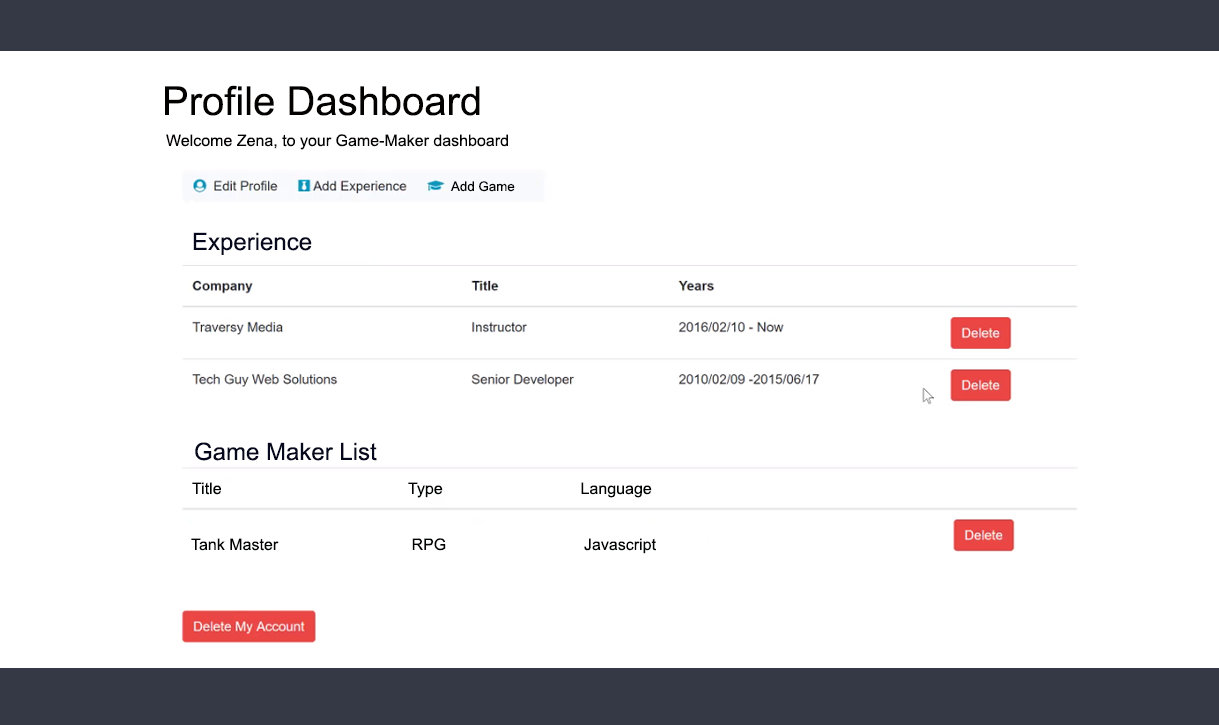 Profile Dashboard
Welcome Zena, to your Game-Maker dashboard
Edit Profile Add Experience Add Game
Experience
Company Title Years
Traversy Media Instructor 2016/02/10 - Now Delete
Tech Guy Web Solutions Senior Developer 2010/02/09 -2015/06/17 Delete
Game Maker List
Title Type Language
Tank Master RPG Javascript Delete
Delete My Account